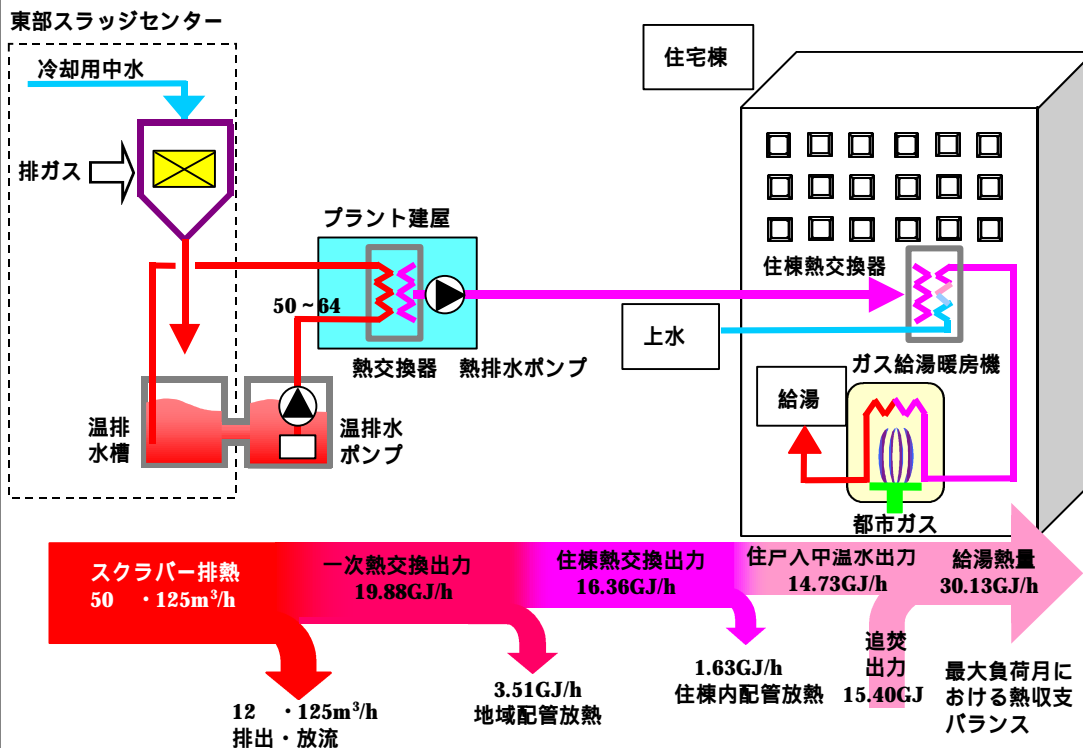 東部スラッジセンター
冷却用中水
排ガス
温排
水槽
温排水
ポンプ
プラント建屋
50～64
熱交換器
熱排水ポンプ
住宅棟
住棟熱交換器
上水
ガス給湯暖房機
給湯
都市ガス
スクラバー排熱
50 ・125m³/h
一次熱交換出力
19.88GJ/h
住棟熱交換出力
16.36GJ/h
住戸入中温水出力
14.73GJ/h
給湯熱量
30.13GJ/h
12 ・125m³/h
排出・放流
3.51GJ/h
地域配管放熱
1.63GJ/h
住棟内配管放熱
追焚
出力
15.40GJ
最大負荷月に
おける熱収支
バランス